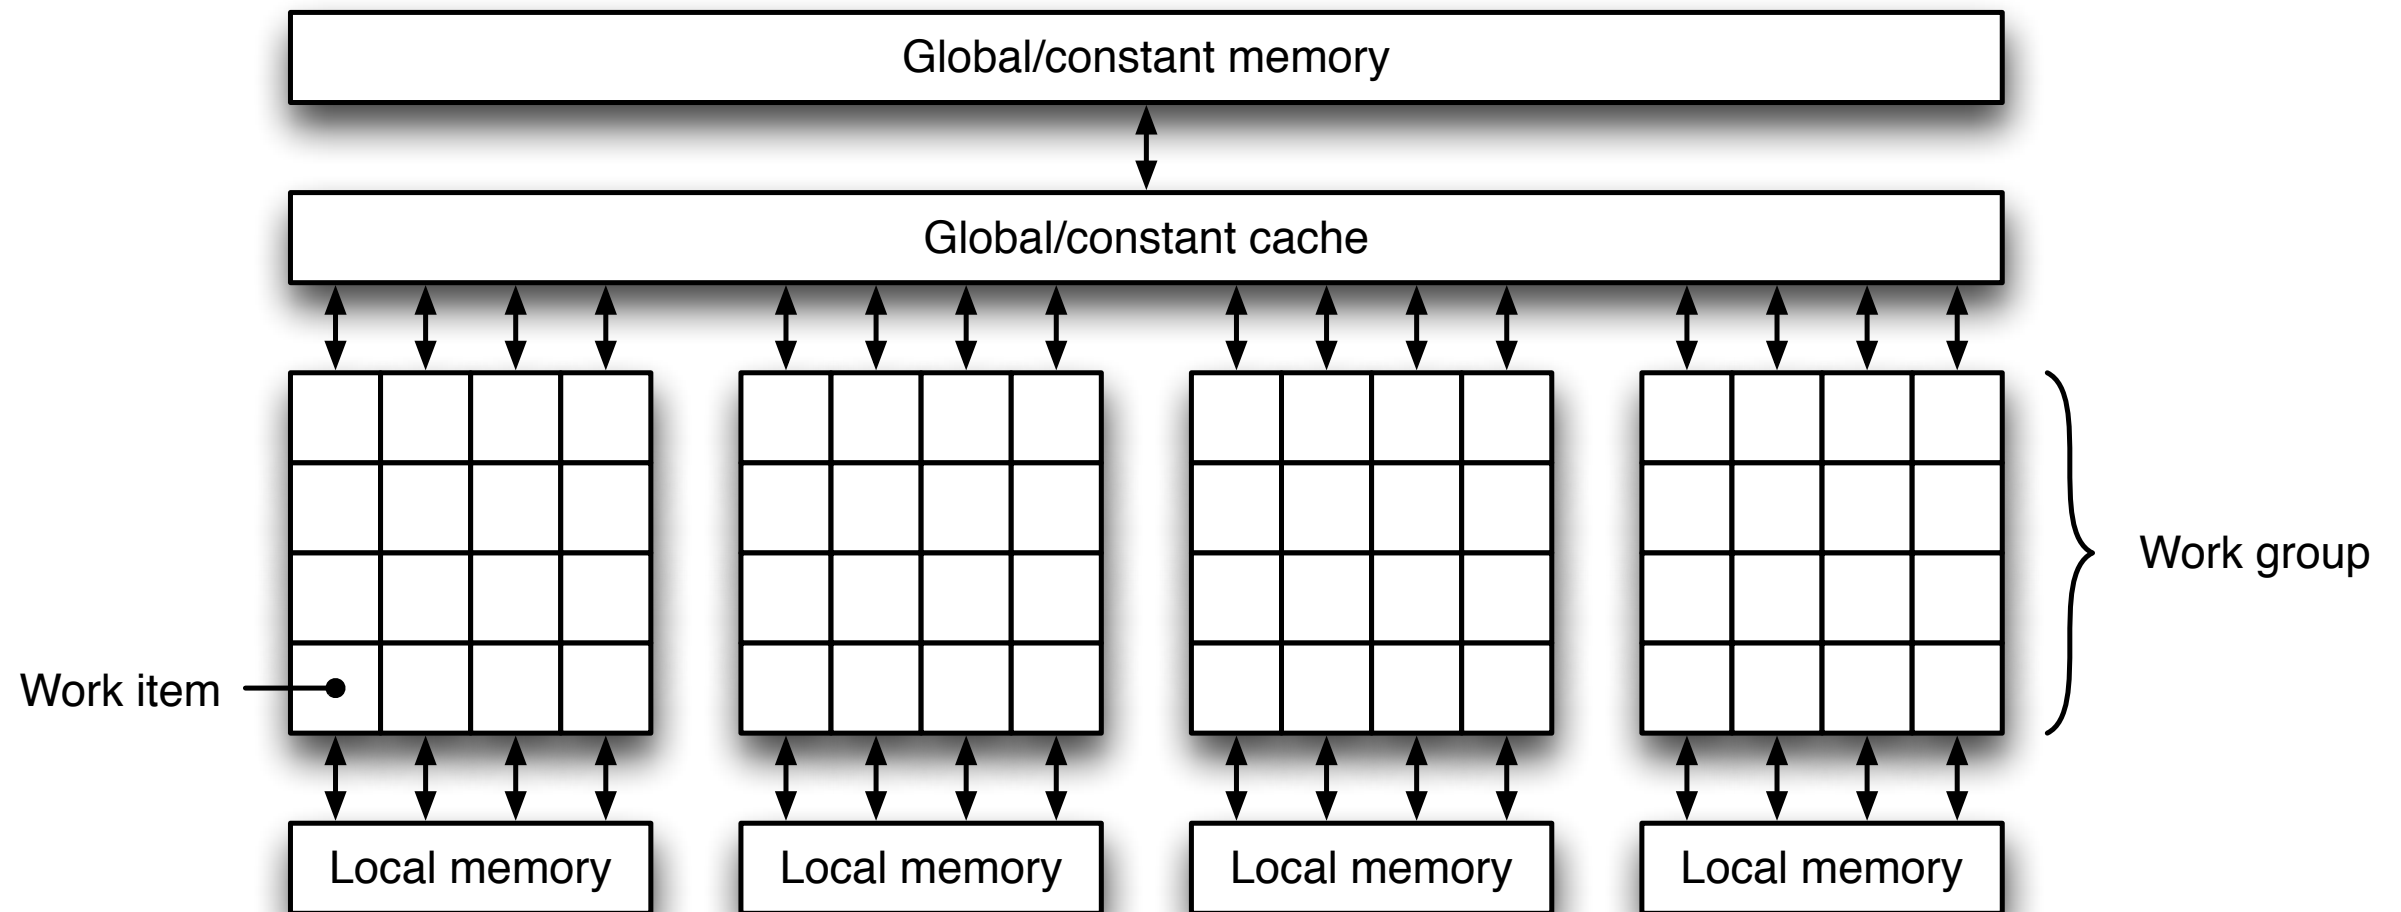 Global/constant memory
Global/constant cache
Work group
Work item
Local memory
Local memory
Local memory
Local memory